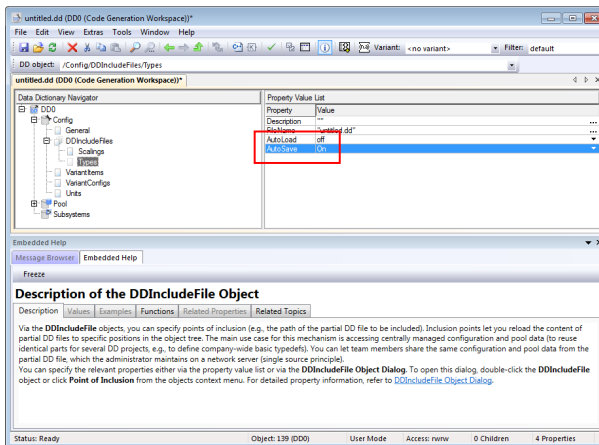 untitled.dd (DD0 (Code Generation Workspace))*
File Edit View Extras Tools Window Help
Variant: <no variant> Filter: default
DD object: /Config/DDIncludeFiles/Types
untitled.dd (DD0 (Code Generation Workspace))*
Data Dictionary Navigator
DD0
Config
General
DDIncludeFiles
Scalings
Types
VariantItems
VariantConfigs
Units
Pool
Subsystems
Property Value List
Property Value
Description ""
FileName "untitled.dd"
AutoLoad off
AutoSave On
Embedded Help
Message Browser Embedded Help
Freeze
Description of the DDIncludeFile Object
Description Values Examples Functions Related Properties Related Topics
Via the DDIncludeFile objects, you can specify points of inclusion (e.g., the path of the partial DD file to be included). Inclusion points let you reload the content of
partial DD files to specific positions in the object tree. The main use case for this mechanism is accessing centrally managed configuration and pool data (to reuse
identical parts for several DD projects, e.g., to define company-wide basic typedefs). You can let team members share the same configuration and pool data from the
partial DD file, which the administrator maintains on a network server (single source principle).
You can specify the relevant properties either via the property value list or via the DDIncludeFile Object Dialog. To open this dialog, double-click the DDIncludeFile
object or click Point of Inclusion from the objects context menu. For detailed property information, refer to DDIncludeFile Object Dialog.
Status: Ready Object: 139 (DD0) User Mode Access: rwrw 0 Children 4 Properties